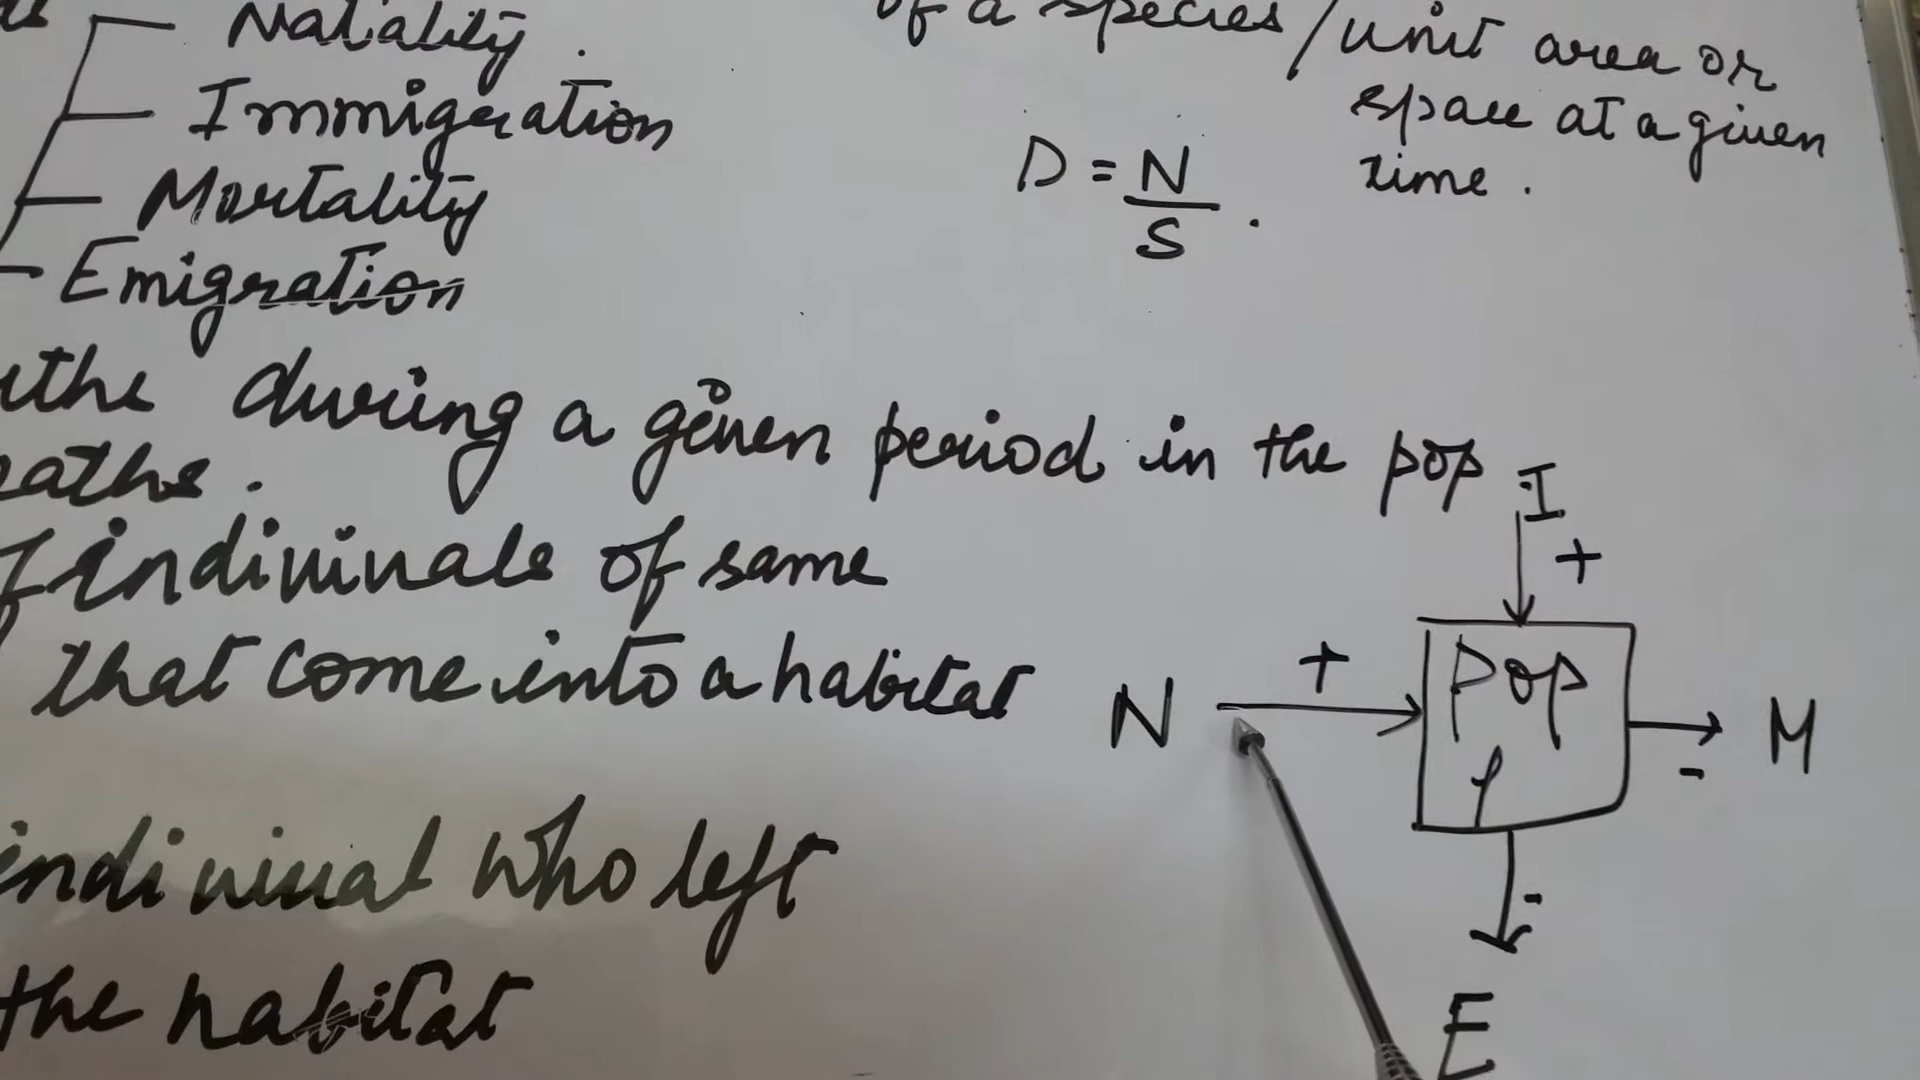 Natality.
Immigration
Mortality
Emigration
of a species/unit area or
space at a given
time.
D = N
S.
during a given period in the pop
individuals of same
that come into a habitat
individual who left
the habitat
I
+
N + pop M
-
-
E